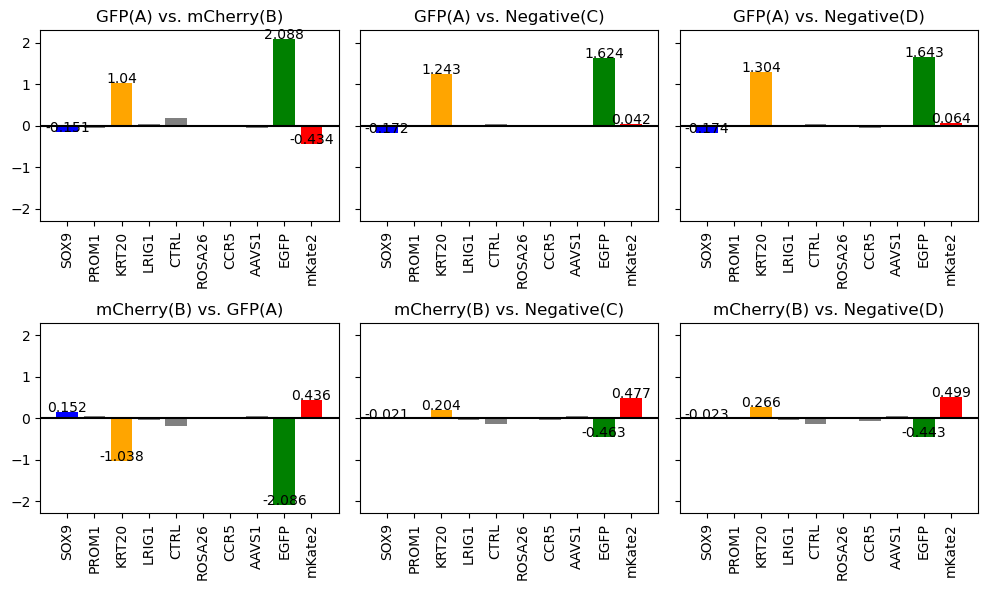 GFP(A) vs. mCherry(B)
GFP(A) vs. Negative(C)
GFP(A) vs. Negative(D)
2
1
0
−1
−2
-0.151
1.04
2.088
-0.434
-0.172
1.243
1.624
0.042
-0.174
1.304
1.643
0.064
SOX9
PROM1
KRT20
LRIG1
CTRL
ROSA26
CCR5
AAVS1
EGFP
mKate2
SOX9
PROM1
KRT20
LRIG1
CTRL
ROSA26
CCR5
AAVS1
EGFP
mKate2
SOX9
PROM1
KRT20
LRIG1
CTRL
ROSA26
CCR5
AAVS1
EGFP
mKate2
mCherry(B) vs. GFP(A)
mCherry(B) vs. Negative(C)
mCherry(B) vs. Negative(D)
2
1
0
−1
−2
0.152
-1.038
-2.086
0.436
-0.021
0.204
-0.463
0.477
-0.023
0.266
-0.443
0.499
SOX9
PROM1
KRT20
LRIG1
CTRL
ROSA26
CCR5
AAVS1
EGFP
mKate2
SOX9
PROM1
KRT20
LRIG1
CTRL
ROSA26
CCR5
AAVS1
EGFP
mKate2
SOX9
PROM1
KRT20
LRIG1
CTRL
ROSA26
CCR5
AAVS1
EGFP
mKate2